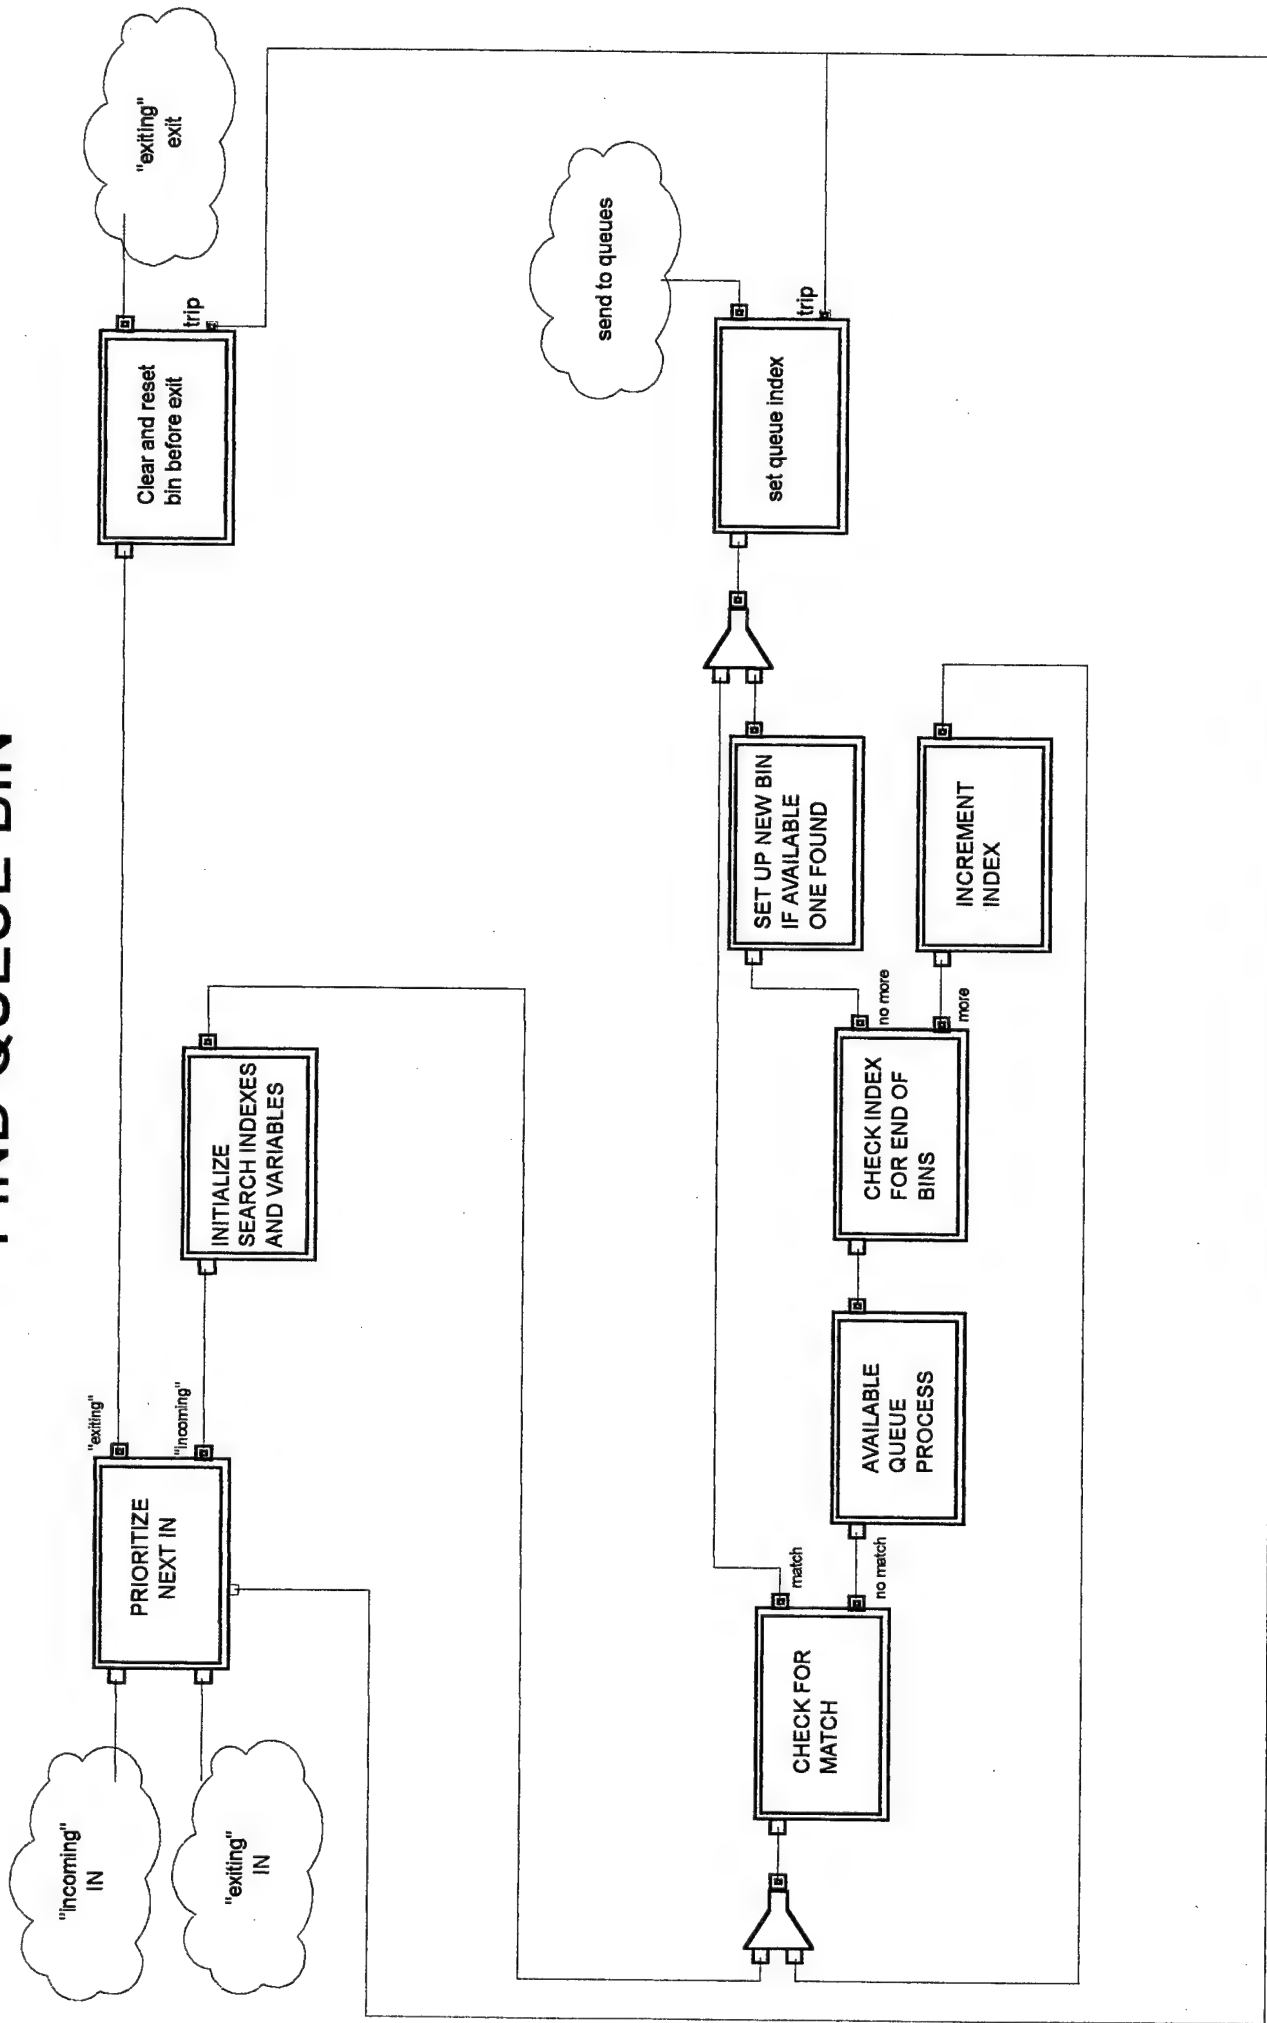 FIND QUEUE BIN
"incoming"
IN
"exiting"
IN
PRIORITIZE
NEXT IN
"exiting"
"incoming"
INITIALIZE
SEARCH INDEXES
AND VARIABLES
Clear and reset
bin before exit
trip
"exiting"
exit
CHECK FOR
MATCH
match
no match
AVAILABLE
QUEUE
PROCESS
CHECK INDEX
FOR END OF
BINS
no more
more
SET UP NEW BIN
IF AVAILABLE
ONE FOUND
INCREMENT
INDEX
set queue index
trip
send to queues